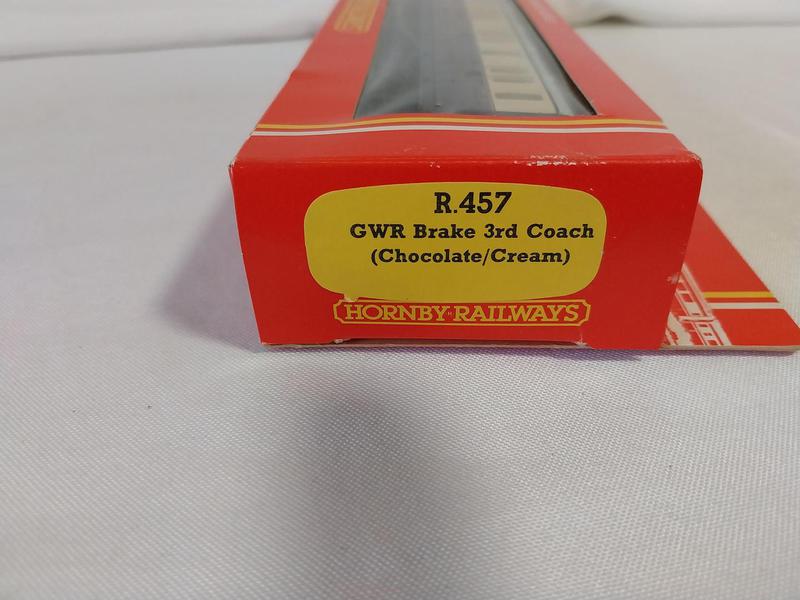 R.457
GWR Brake 3rd Coach
(Chocolate/Cream)
HORNBY RAILWAYS